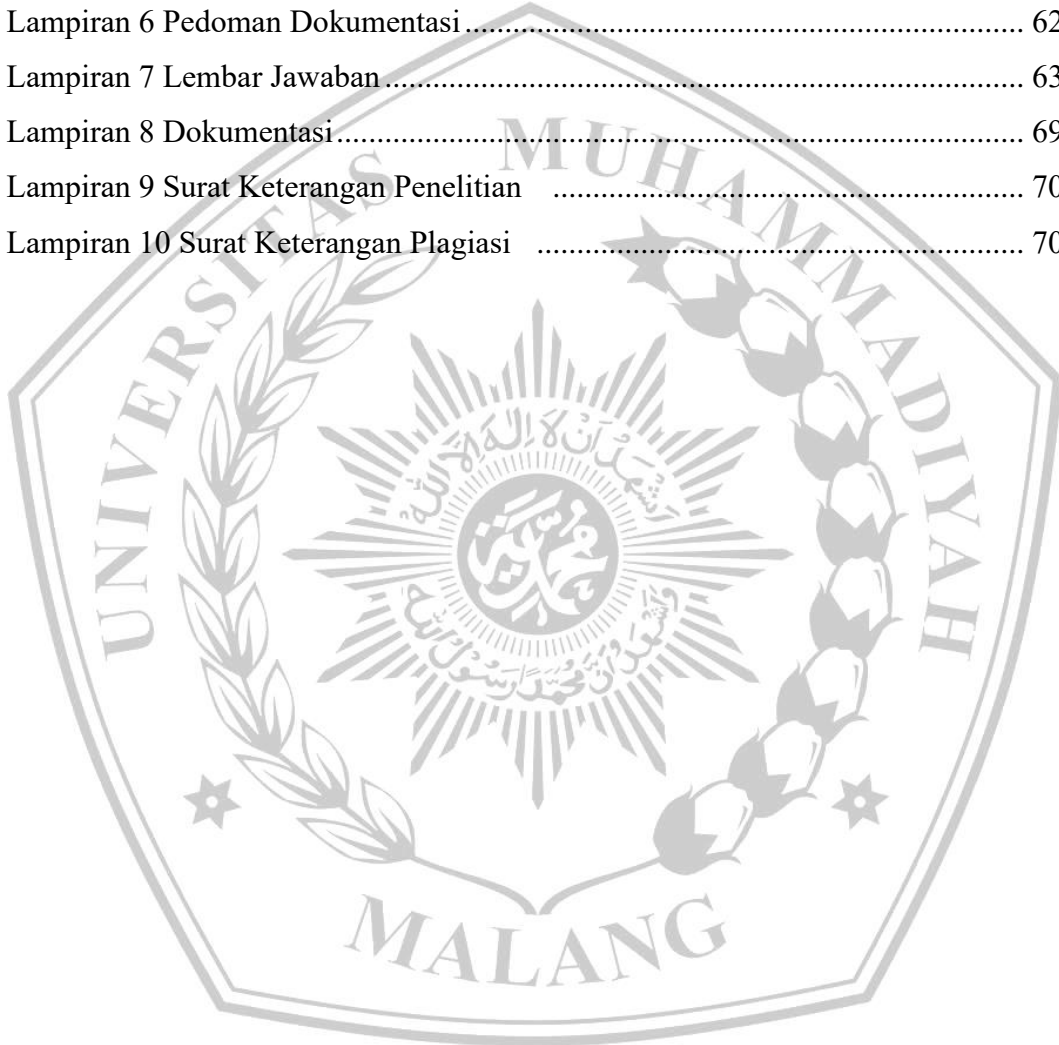 Lampiran 6 Pedoman Dokumentasi........................................................................... 62
Lampiran 7 Lembar Jawaban...................................................................................... 63
Lampiran 8 Dokumentasi............................................................................................. 69
Lampiran 9 Surat Keterangan Penelitian ............................................................... 70
Lampiran 10 Surat Keterangan Plagiasi ................................................................. 70
UNIVERSITAS MUHAMMADIYAH
MALANG